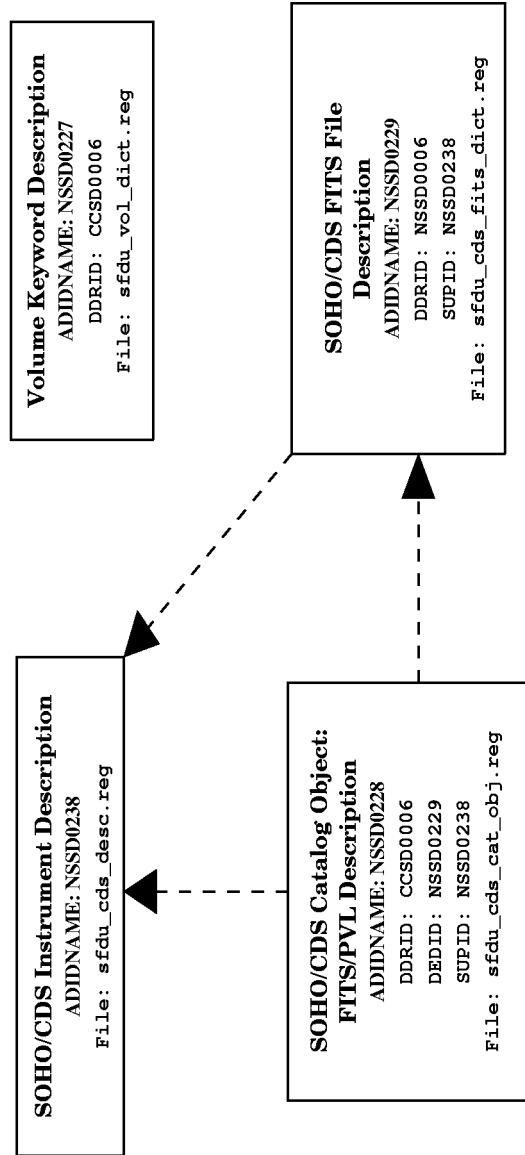 SOHO/CDS Instrument Description
ADIDNAME: NSSD0238
File: sfdu_cds_desc.reg
Volume Keyword Description
ADIDNAME: NSSD0227
DDRID: CCSD0006
File: sfdu_vol_dict.reg
SOHO/CDS Catalog Object:
FITS/PVL Description
ADIDNAME: NSSD0228
DDRID: CCSD0006
DEDID: NSSD0229
SUPID: NSSD0238
File: sfdu_cds_cat_obj.reg
SOHO/CDS FITS File
Description
ADIDNAME: NSSD0229
DDRID: NSSD0006
SUPID: NSSD0238
File: sfdu_cds_fits_dict.reg